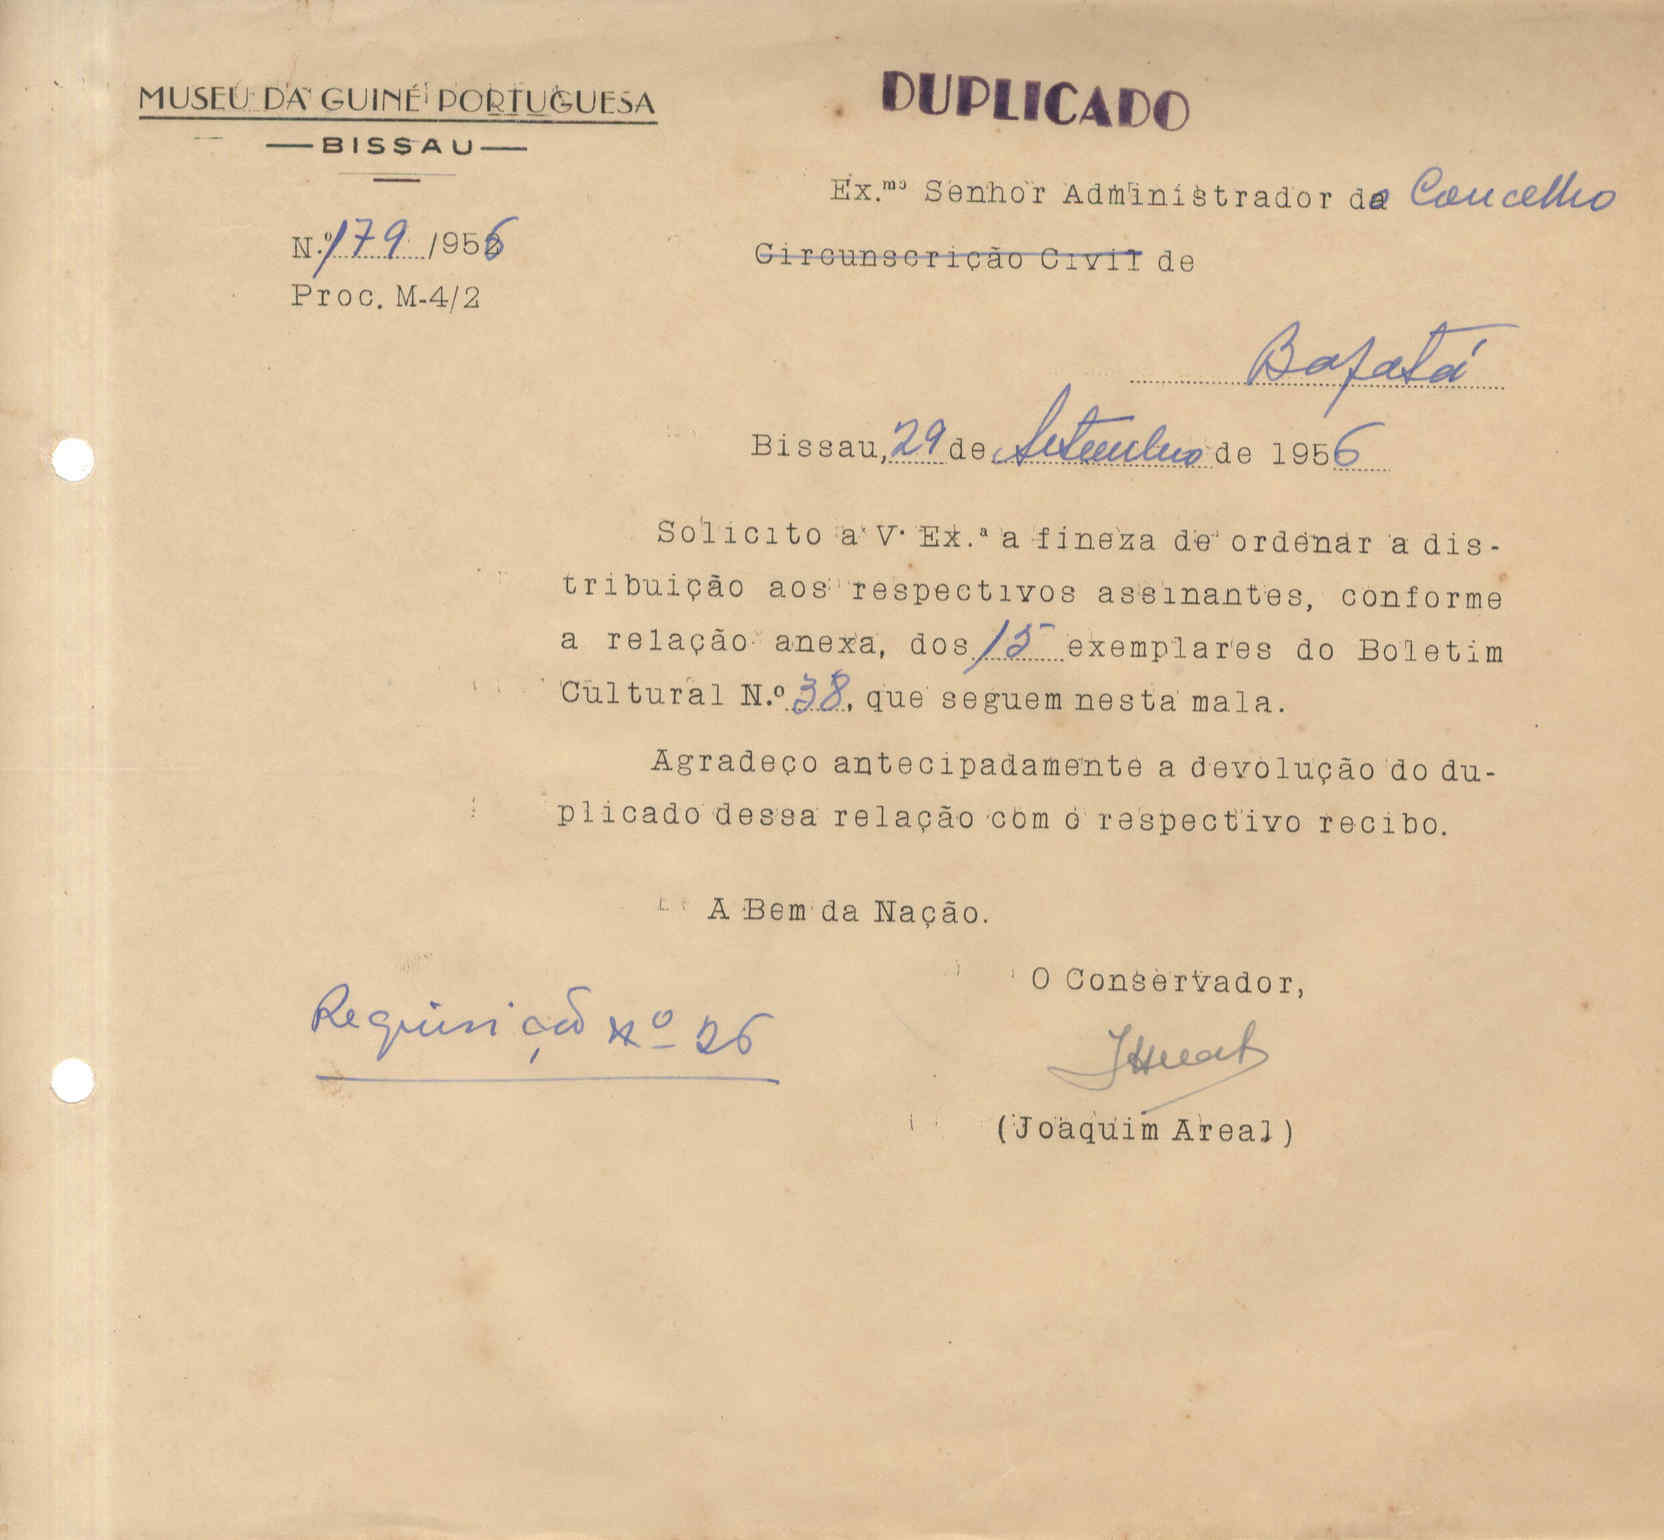 MUSEU DA GUINÉ PORTUGUESA
BISSAU
DUPLICADO
Ex.mo Senhor Administrador do Concelho
Circunscrição Civil de
N.º 179 /1956
Proc. M-4/2
Bafatá
Bissau, 29 de Setembro de 1956
Solicito a V. Ex.ª a fineza de ordenar a dis-
tribuição aos respectivos assinantes, conforme
a relação anexa, dos 15 exemplares do Boletim
Cultural N.º 38, que seguem nesta mala.
Agradeço antecipadamente a devolução do du-
plicado dessa relação com o respectivo recibo.
A Bem da Nação.
O Conservador,
Requisição nº 26
(Joaquim Areal)